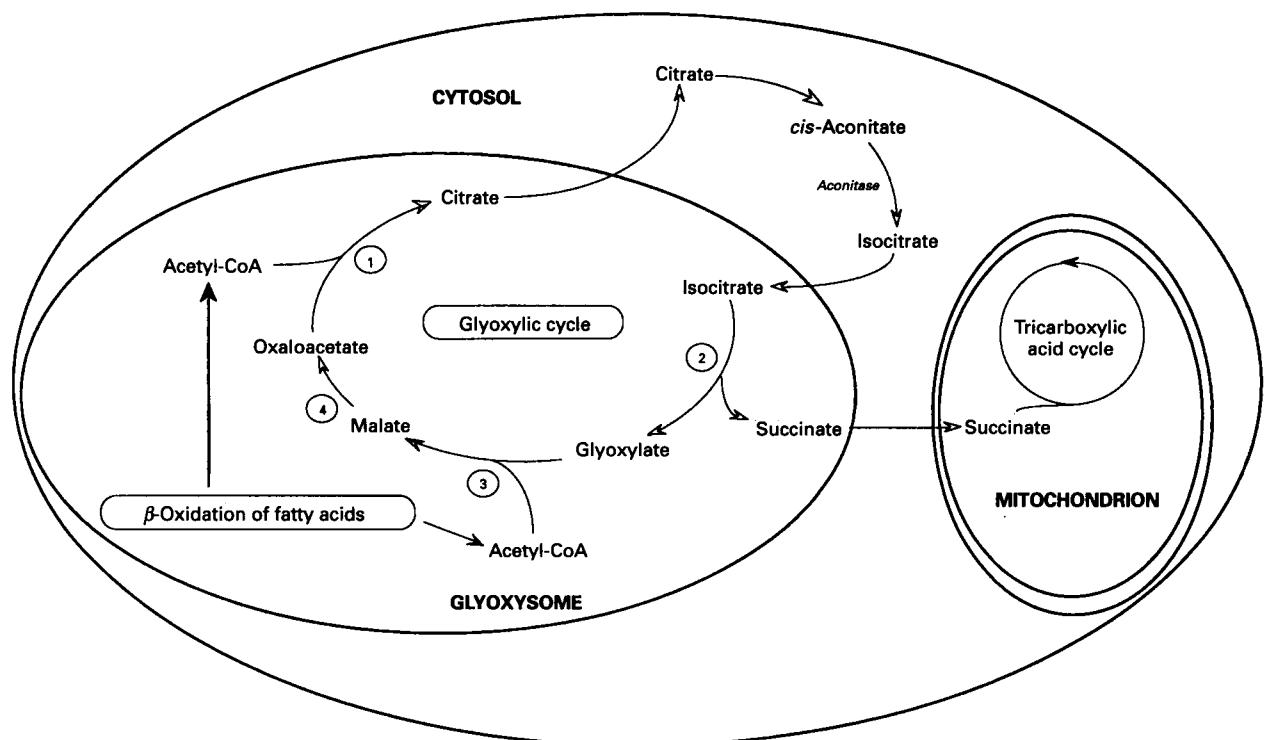 Citrate
CYTOSOL
cis-Aconitate
Aconitase
Citrate
Isocitrate
Acetyl-CoA
1
Isocitrate
Glyoxylic cycle
Tricarboxylic
acid cycle
Oxaloacetate
2
4
Malate
Succinate
Succinate
Glyoxylate
3
MITOCHONDRION
β-Oxidation of fatty acids
Acetyl-CoA
GLYOXYSOME